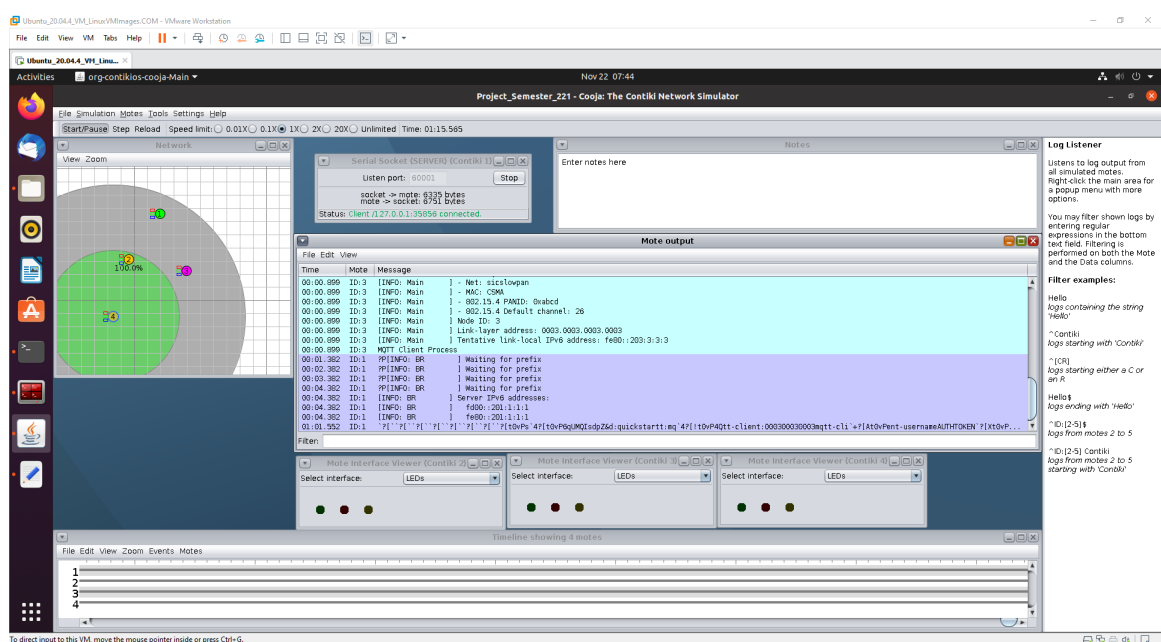 Ubuntu_20.04.4_VM_LinuxVMImages.COM - VMware Workstation
File Edit View VM Tabs Help
Ubuntu_20.04.4_VM_Linu...
Activities org-contikios-cooja-Main Nov 22 07:44
Project_Semester_221 - Cooja: The Contiki Network Simulator
File Simulation Motes Tools Settings Help
Start/Pause Step Reload Speed limit: 0.01X 0.1X 1X 2X 20X Unlimited Time: 01:15.565
Network
View Zoom
1
2
100.0%
3
4
Serial Socket (SERVER) (Contiki 1)
Listen port: 60001 Stop
socket -> mote: 6335 bytes
mote -> socket: 6751 bytes
Status: Client /127.0.0.1:35856 connected.
Notes
Enter notes here
Mote output
File Edit View
Time Mote Message
00:00.899 ID:3 [INFO: Main ] - Net: sicslowpan
00:00.899 ID:3 [INFO: Main ] - MAC: CSMA
00:00.899 ID:3 [INFO: Main ] - 802.15.4 PANID: 0xabcd
00:00.899 ID:3 [INFO: Main ] - 802.15.4 Default channel: 26
00:00.899 ID:3 [INFO: Main ] Node ID: 3
00:00.899 ID:3 [INFO: Main ] Link-layer address: 0003.0003.0003.0003
00:00.899 ID:3 [INFO: Main ] Tentative link-local IPv6 address: fe80::203:3:3:3
00:00.899 ID:3 MQTT Client Process
00:01.382 ID:1 ?P[INFO: BR ] Waiting for prefix
00:02.382 ID:1 ?P[INFO: BR ] Waiting for prefix
00:03.382 ID:1 ?P[INFO: BR ] Waiting for prefix
00:04.382 ID:1 ?P[INFO: BR ] Waiting for prefix
00:04.382 ID:1 [INFO: BR ] Server IPv6 addresses:
00:04.382 ID:1 [INFO: BR ] fd00::201:1:1:1
00:04.382 ID:1 [INFO: BR ] fe80::201:1:1:1
01:01.552 ID:1
Filter:
Mote Interface Viewer (Contiki 2)
Select interface: LEDs
Mote Interface Viewer (Contiki 3)
Select interface: LEDs
Mote Interface Viewer (Contiki 4)
Select interface: LEDs
Timeline showing 4 motes
File Edit View Zoom Events Motes
1
2
3
4
Log Listener
Listens to log output from
all simulated motes.
Right-click the main area for
a popup menu with more
options.
You may filter shown logs by
entering regular
expressions in the bottom
text field. Filtering is
performed on both the Mote
and the Data columns.
Filter examples:
Hello
logs containing the string
'Hello'
^Contiki
logs starting with 'Contiki'
^[CR]
logs starting either a C or
an R
Hello$
logs ending with 'Hello'
^ID:[2-5]$
logs from motes 2 to 5
^ID:[2-5] Contiki
logs from motes 2 to 5
starting with 'Contiki'
To direct input to this VM, move the mouse pointer inside or press Ctrl+G.